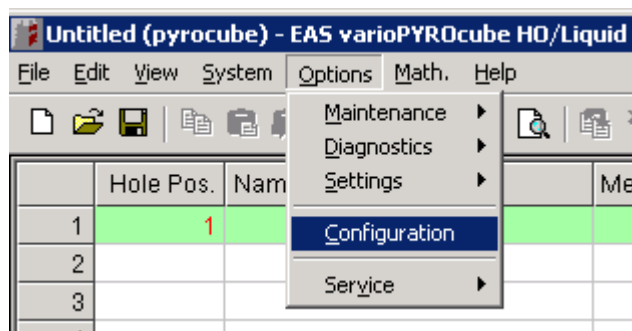 Untitled (pyrocube) - EAS varioPYROcube HO/Liquid
File Edit View System Options Math. Help
Maintenance
Diagnostics
Settings
Configuration
Service
Hole Pos. Nam Me
1 1
2
3